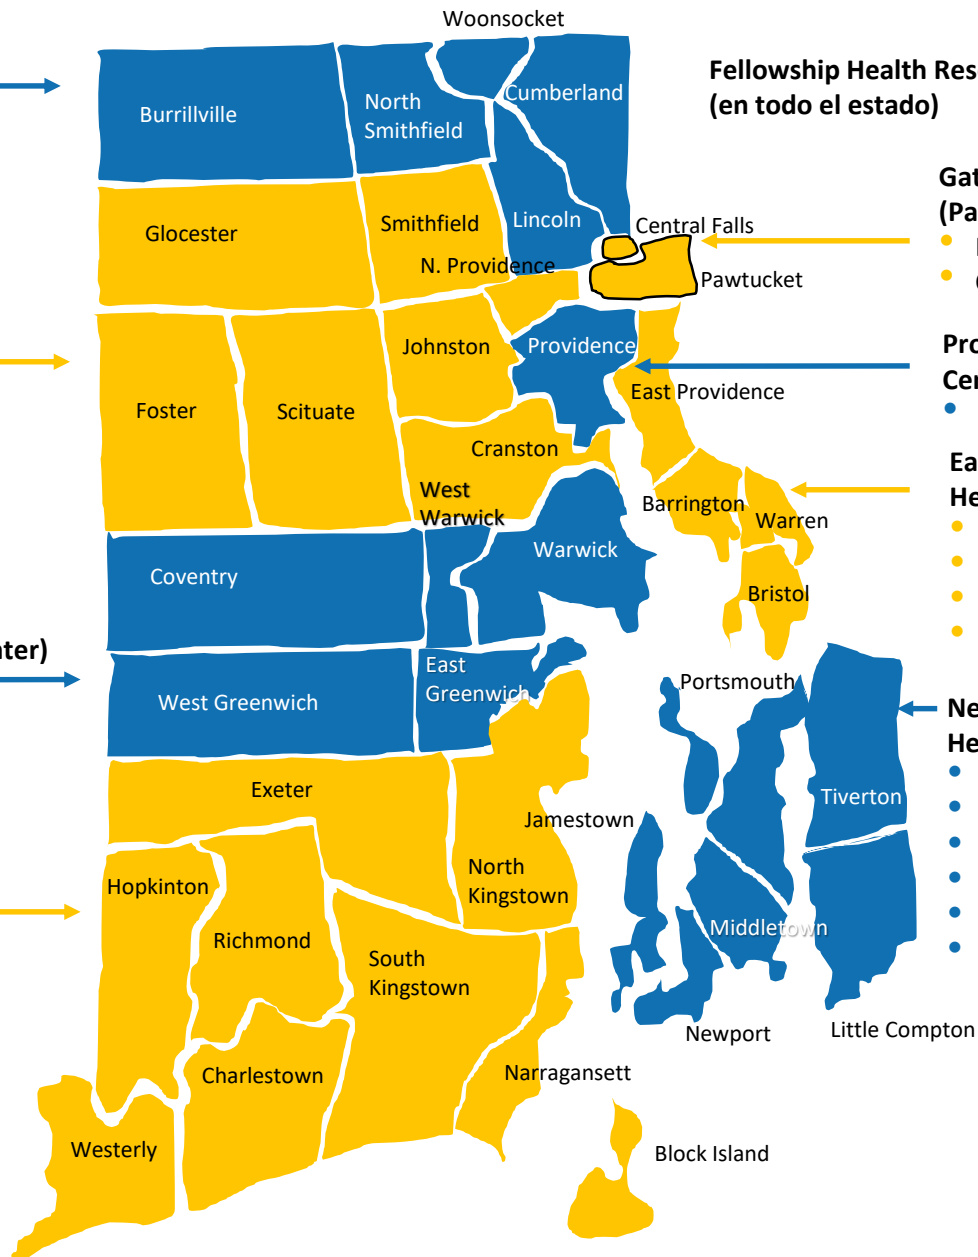 Woonsocket
Fellowship Health Res
(en todo el estado)
Burrillville
North
Smithfield
Cumberland
Glocester
Smithfield
Lincoln
Central Falls
N. Providence
Pawtucket
Gat
(Pa
Foster
Scituate
Johnston
Providence
East Providence
Pro
Cer
Cranston
West
Warwick
Barrington
Warren
Ea
He
Coventry
Warwick
Bristol
nter)
West Greenwich
East
Greenwich
Portsmouth
Ne
He
Exeter
Tiverton
Jamestown
Hopkinton
North
Kingstown
Richmond
South
Kingstown
Middletown
Newport
Little Compton
Charlestown
Narragansett
Westerly
Block Island